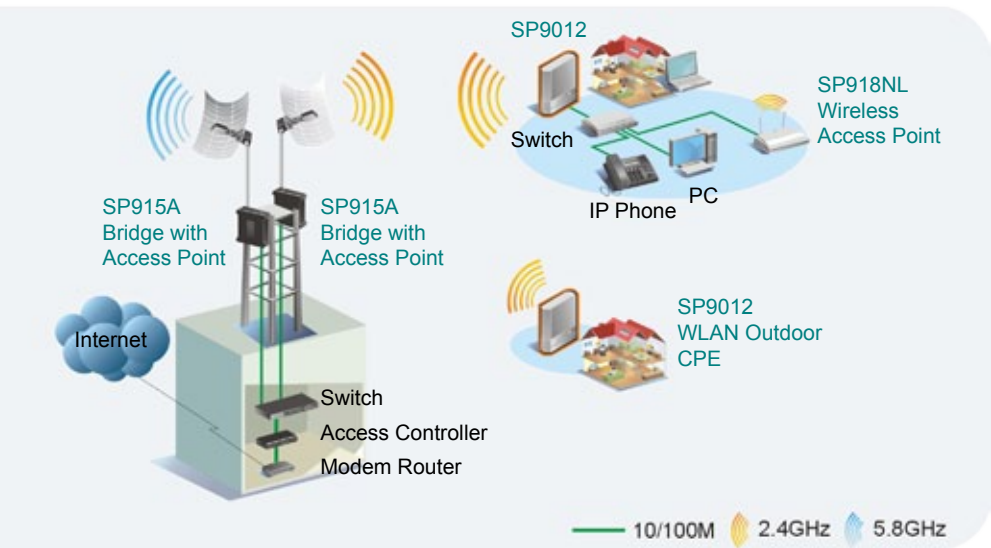 SP9012
SP918NL
Wireless
Access Point
Switch
PC
IP Phone
SP915A
Bridge with
Access Point
SP915A
Bridge with
Access Point
SP9012
WLAN Outdoor
CPE
Internet
Switch
Access Controller
Modem Router
10/100M
2.4GHz
5.8GHz